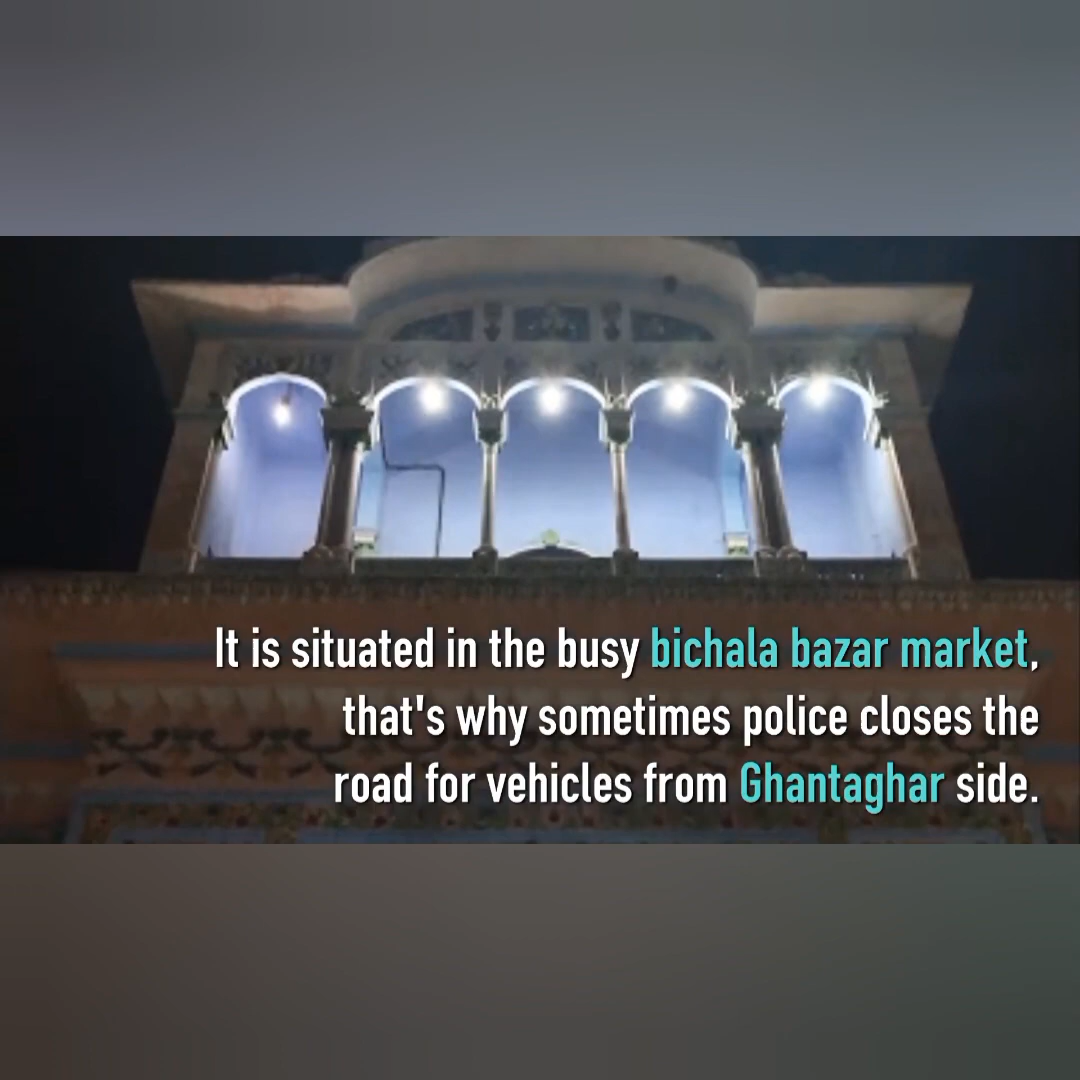 It is situated in the busy bichala bazar market,
that's why sometimes police closes the
road for vehicles from Ghantaghar side.